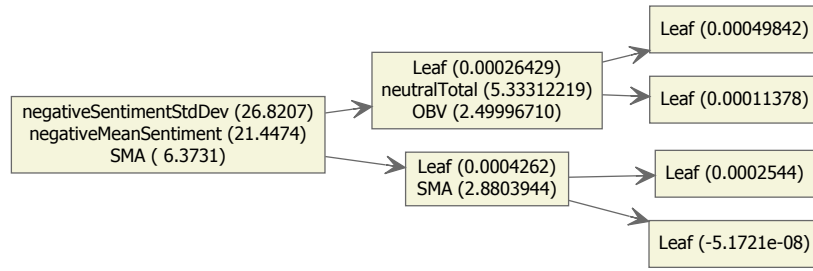 negativeSentimentStdDev (26.8207)
negativeMeanSentiment (21.4474)
SMA ( 6.3731)
Leaf (0.00026429)
neutralTotal (5.33312219)
OBV (2.49996710)
Leaf (0.0004262)
SMA (2.8803944)
Leaf (0.00049842)
Leaf (0.00011378)
Leaf (0.0002544)
Leaf (-5.1721e-08)